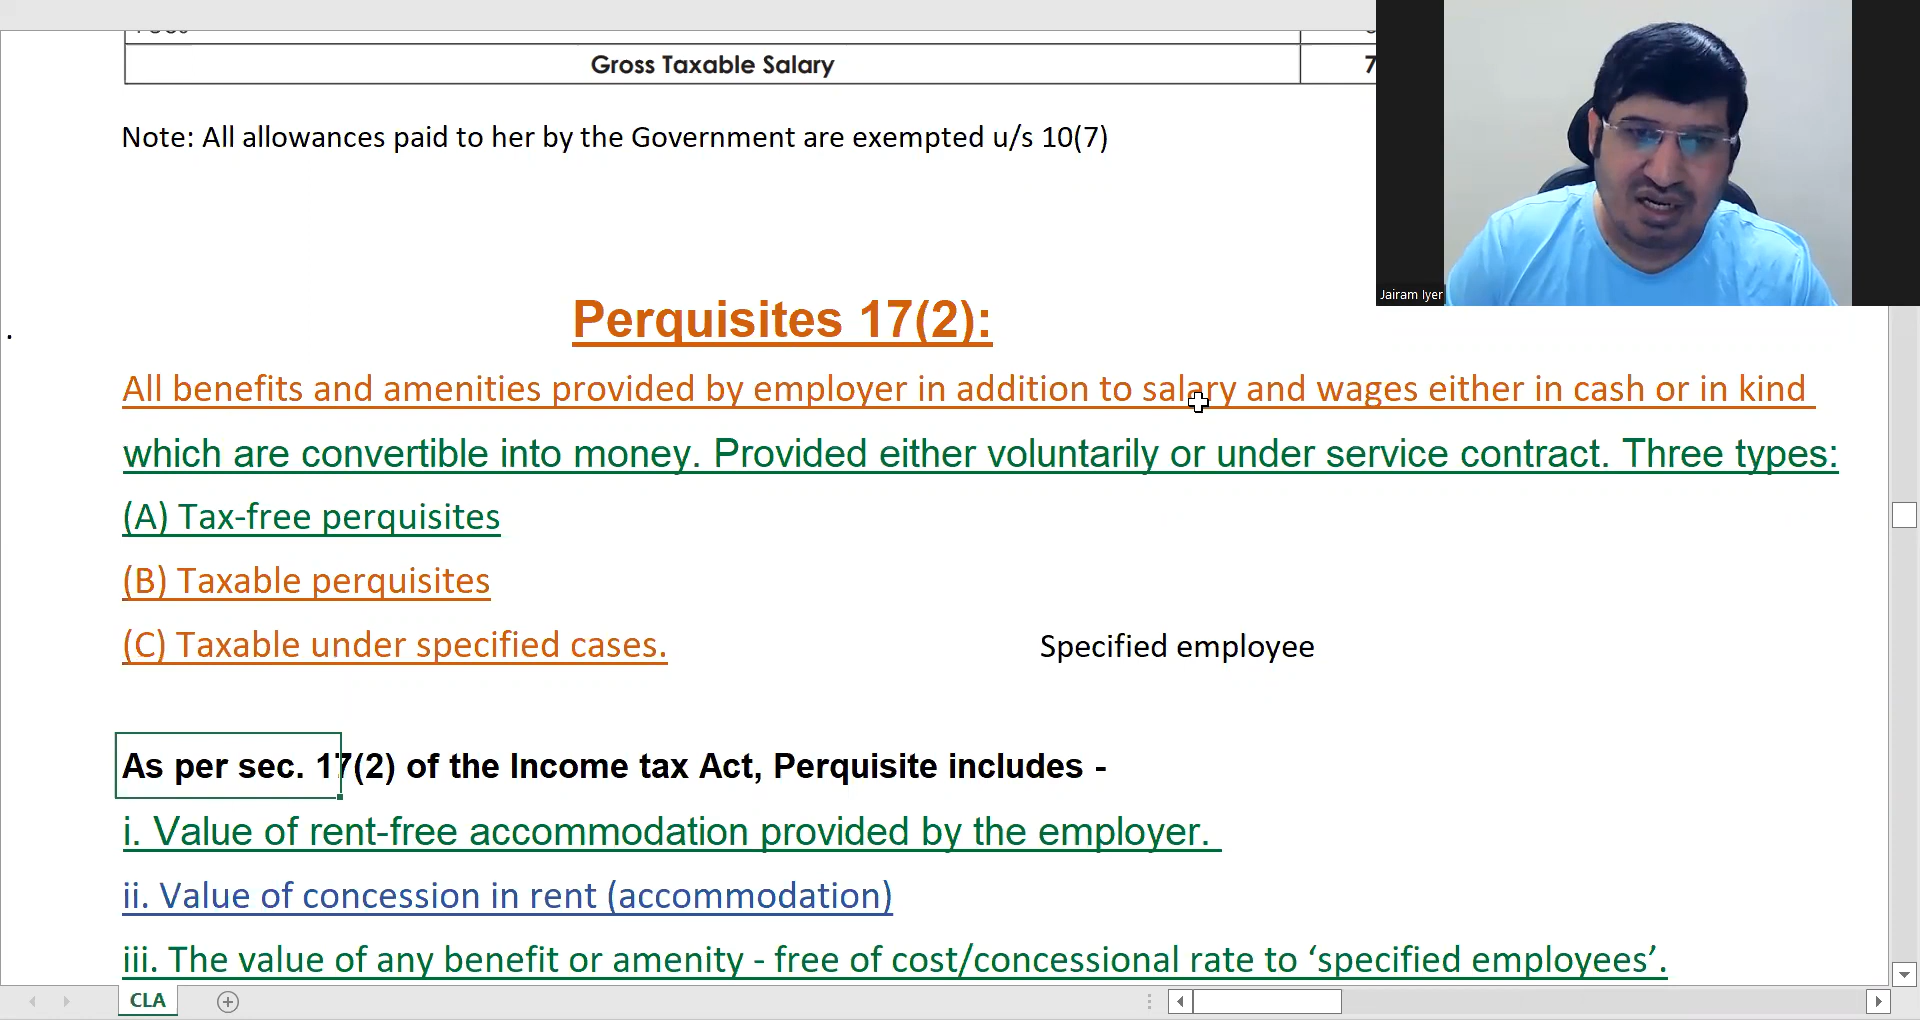 Gross Taxable Salary
7
Note: All allowances paid to her by the Government are exempted u/s 10(7)
Jairam Iyer
Perquisites 17(2):
.
All benefits and amenities provided by employer in addition to salary and wages either in cash or in kind
which are convertible into money. Provided either voluntarily or under service contract. Three types:
(A) Tax-free perquisites
(B) Taxable perquisites
(C) Taxable under specified cases.
Specified employee
As per sec. 17(2) of the Income tax Act, Perquisite includes -
i. Value of rent-free accommodation provided by the employer.
ii. Value of concession in rent (accommodation)
iii. The value of any benefit or amenity - free of cost/concessional rate to ‘specified employees’.
CLA